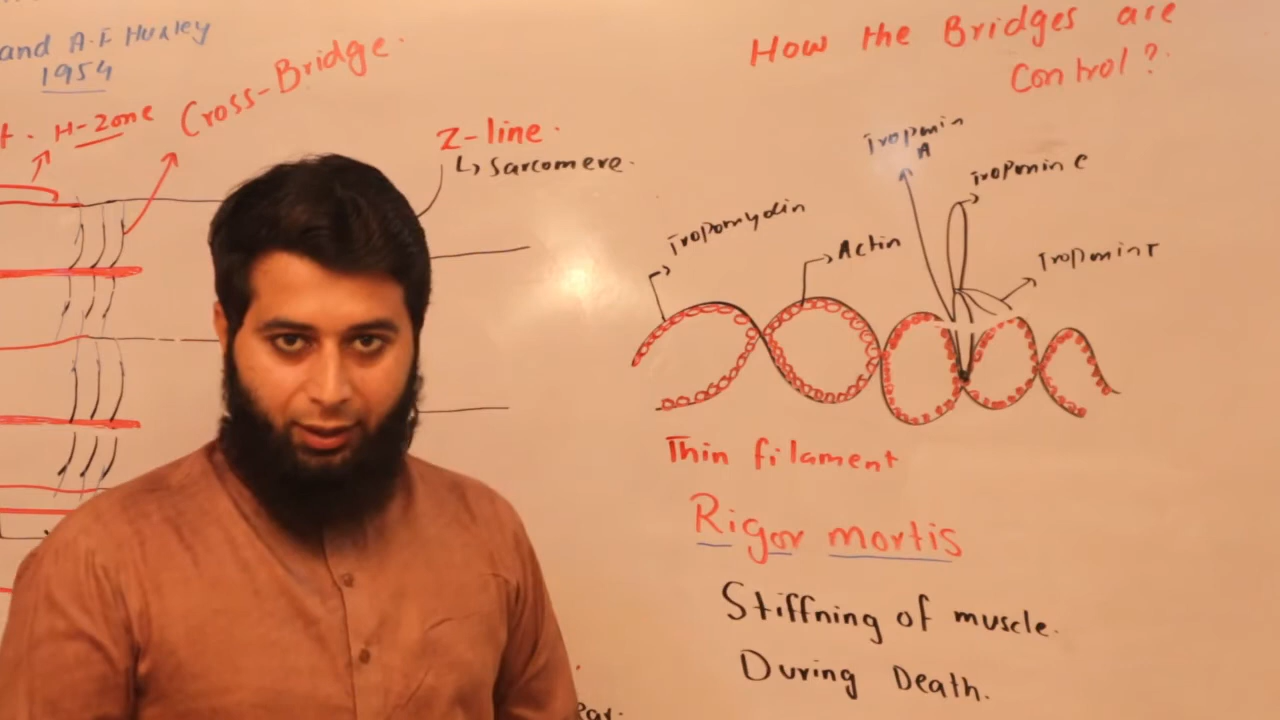 and A.F Huxley
1954
H-Zone
Cross-Bridge.
Z-line.
↳ Sarcomere.
How the Bridges are
Control?
Tropomin
A
Tropomin C
Tropomin T
Actin
Thin filament
Rigor mortis
Stiffning of muscle.
During Death.